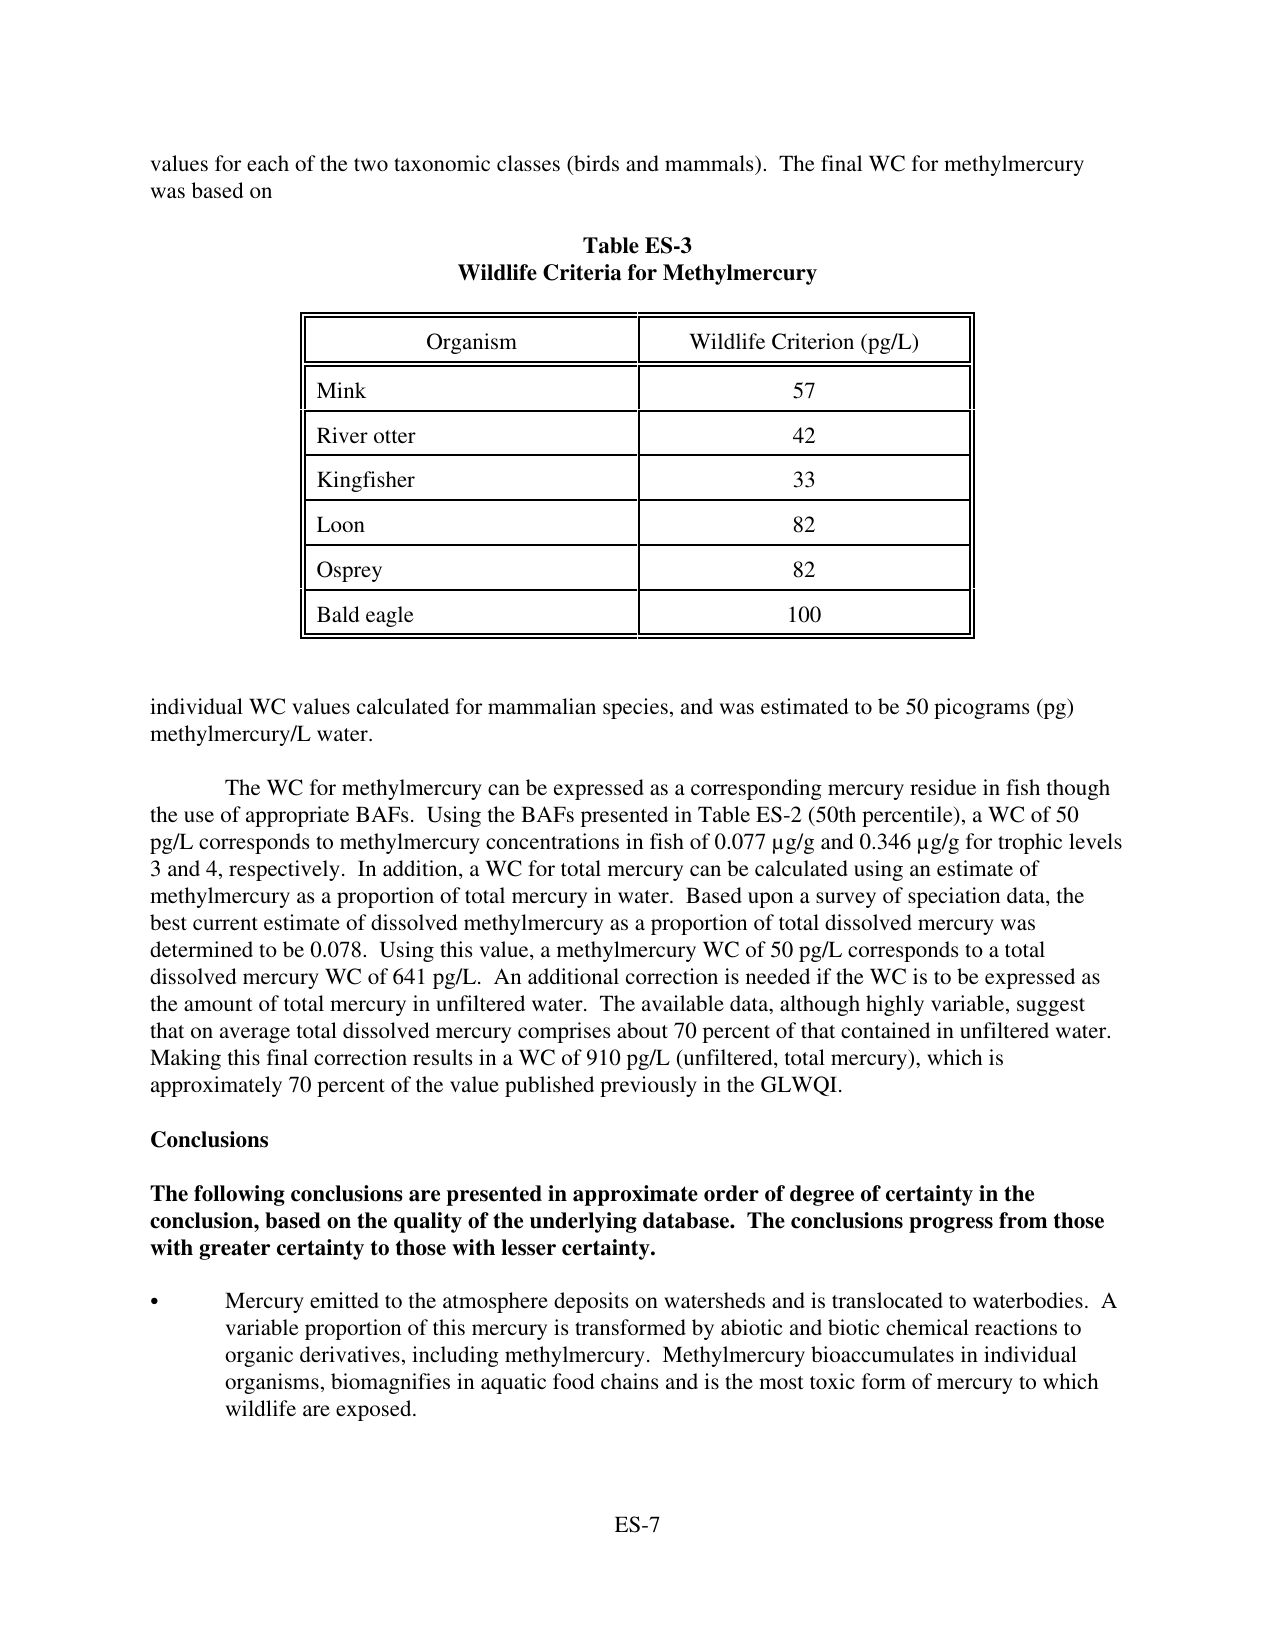 values for each of the two taxonomic classes (birds and mammals).  The final WC for methylmercury
was based on
Table ES-3
Wildlife Criteria for Methylmercury
Organism Wildlife Criterion (pg/L)
Mink 57
River otter 42
Kingfisher 33
Loon 82
Osprey 82
Bald eagle 100
individual WC values calculated for mammalian species, and was estimated to be 50 picograms (pg)
methylmercury/L water.
The WC for methylmercury can be expressed as a corresponding mercury residue in fish though
the use of appropriate BAFs.  Using the BAFs presented in Table ES-2 (50th percentile), a WC of 50
pg/L corresponds to methylmercury concentrations in fish of 0.077 µg/g and 0.346 µg/g for trophic levels
3 and 4, respectively.  In addition, a WC for total mercury can be calculated using an estimate of
methylmercury as a proportion of total mercury in water.  Based upon a survey of speciation data, the
best current estimate of dissolved methylmercury as a proportion of total dissolved mercury was
determined to be 0.078.  Using this value, a methylmercury WC of 50 pg/L corresponds to a total
dissolved mercury WC of 641 pg/L.  An additional correction is needed if the WC is to be expressed as
the amount of total mercury in unfiltered water.  The available data, although highly variable, suggest
that on average total dissolved mercury comprises about 70 percent of that contained in unfiltered water.
Making this final correction results in a WC of 910 pg/L (unfiltered, total mercury), which is
approximately 70 percent of the value published previously in the GLWQI.
Conclusions
The following conclusions are presented in approximate order of degree of certainty in the
conclusion, based on the quality of the underlying database.  The conclusions progress from those
with greater certainty to those with lesser certainty.
• Mercury emitted to the atmosphere deposits on watersheds and is translocated to waterbodies.  A
variable proportion of this mercury is transformed by abiotic and biotic chemical reactions to
organic derivatives, including methylmercury.  Methylmercury bioaccumulates in individual
organisms, biomagnifies in aquatic food chains and is the most toxic form of mercury to which
wildlife are exposed.
ES-7